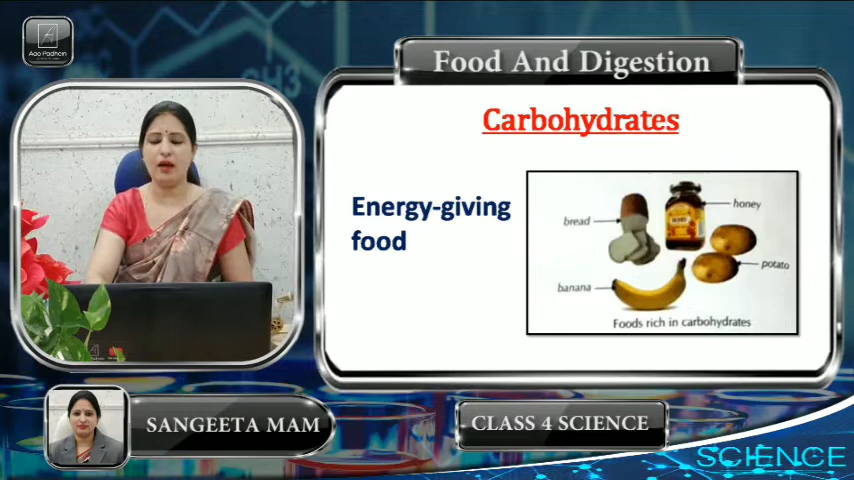 Aao Padhein
Food And Digestion
Carbohydrates
Energy-giving
food
bread
honey
potato
banana
Foods rich in carbohydrates
SANGEETA MAM
CLASS 4 SCIENCE
SCIENCE
CH3